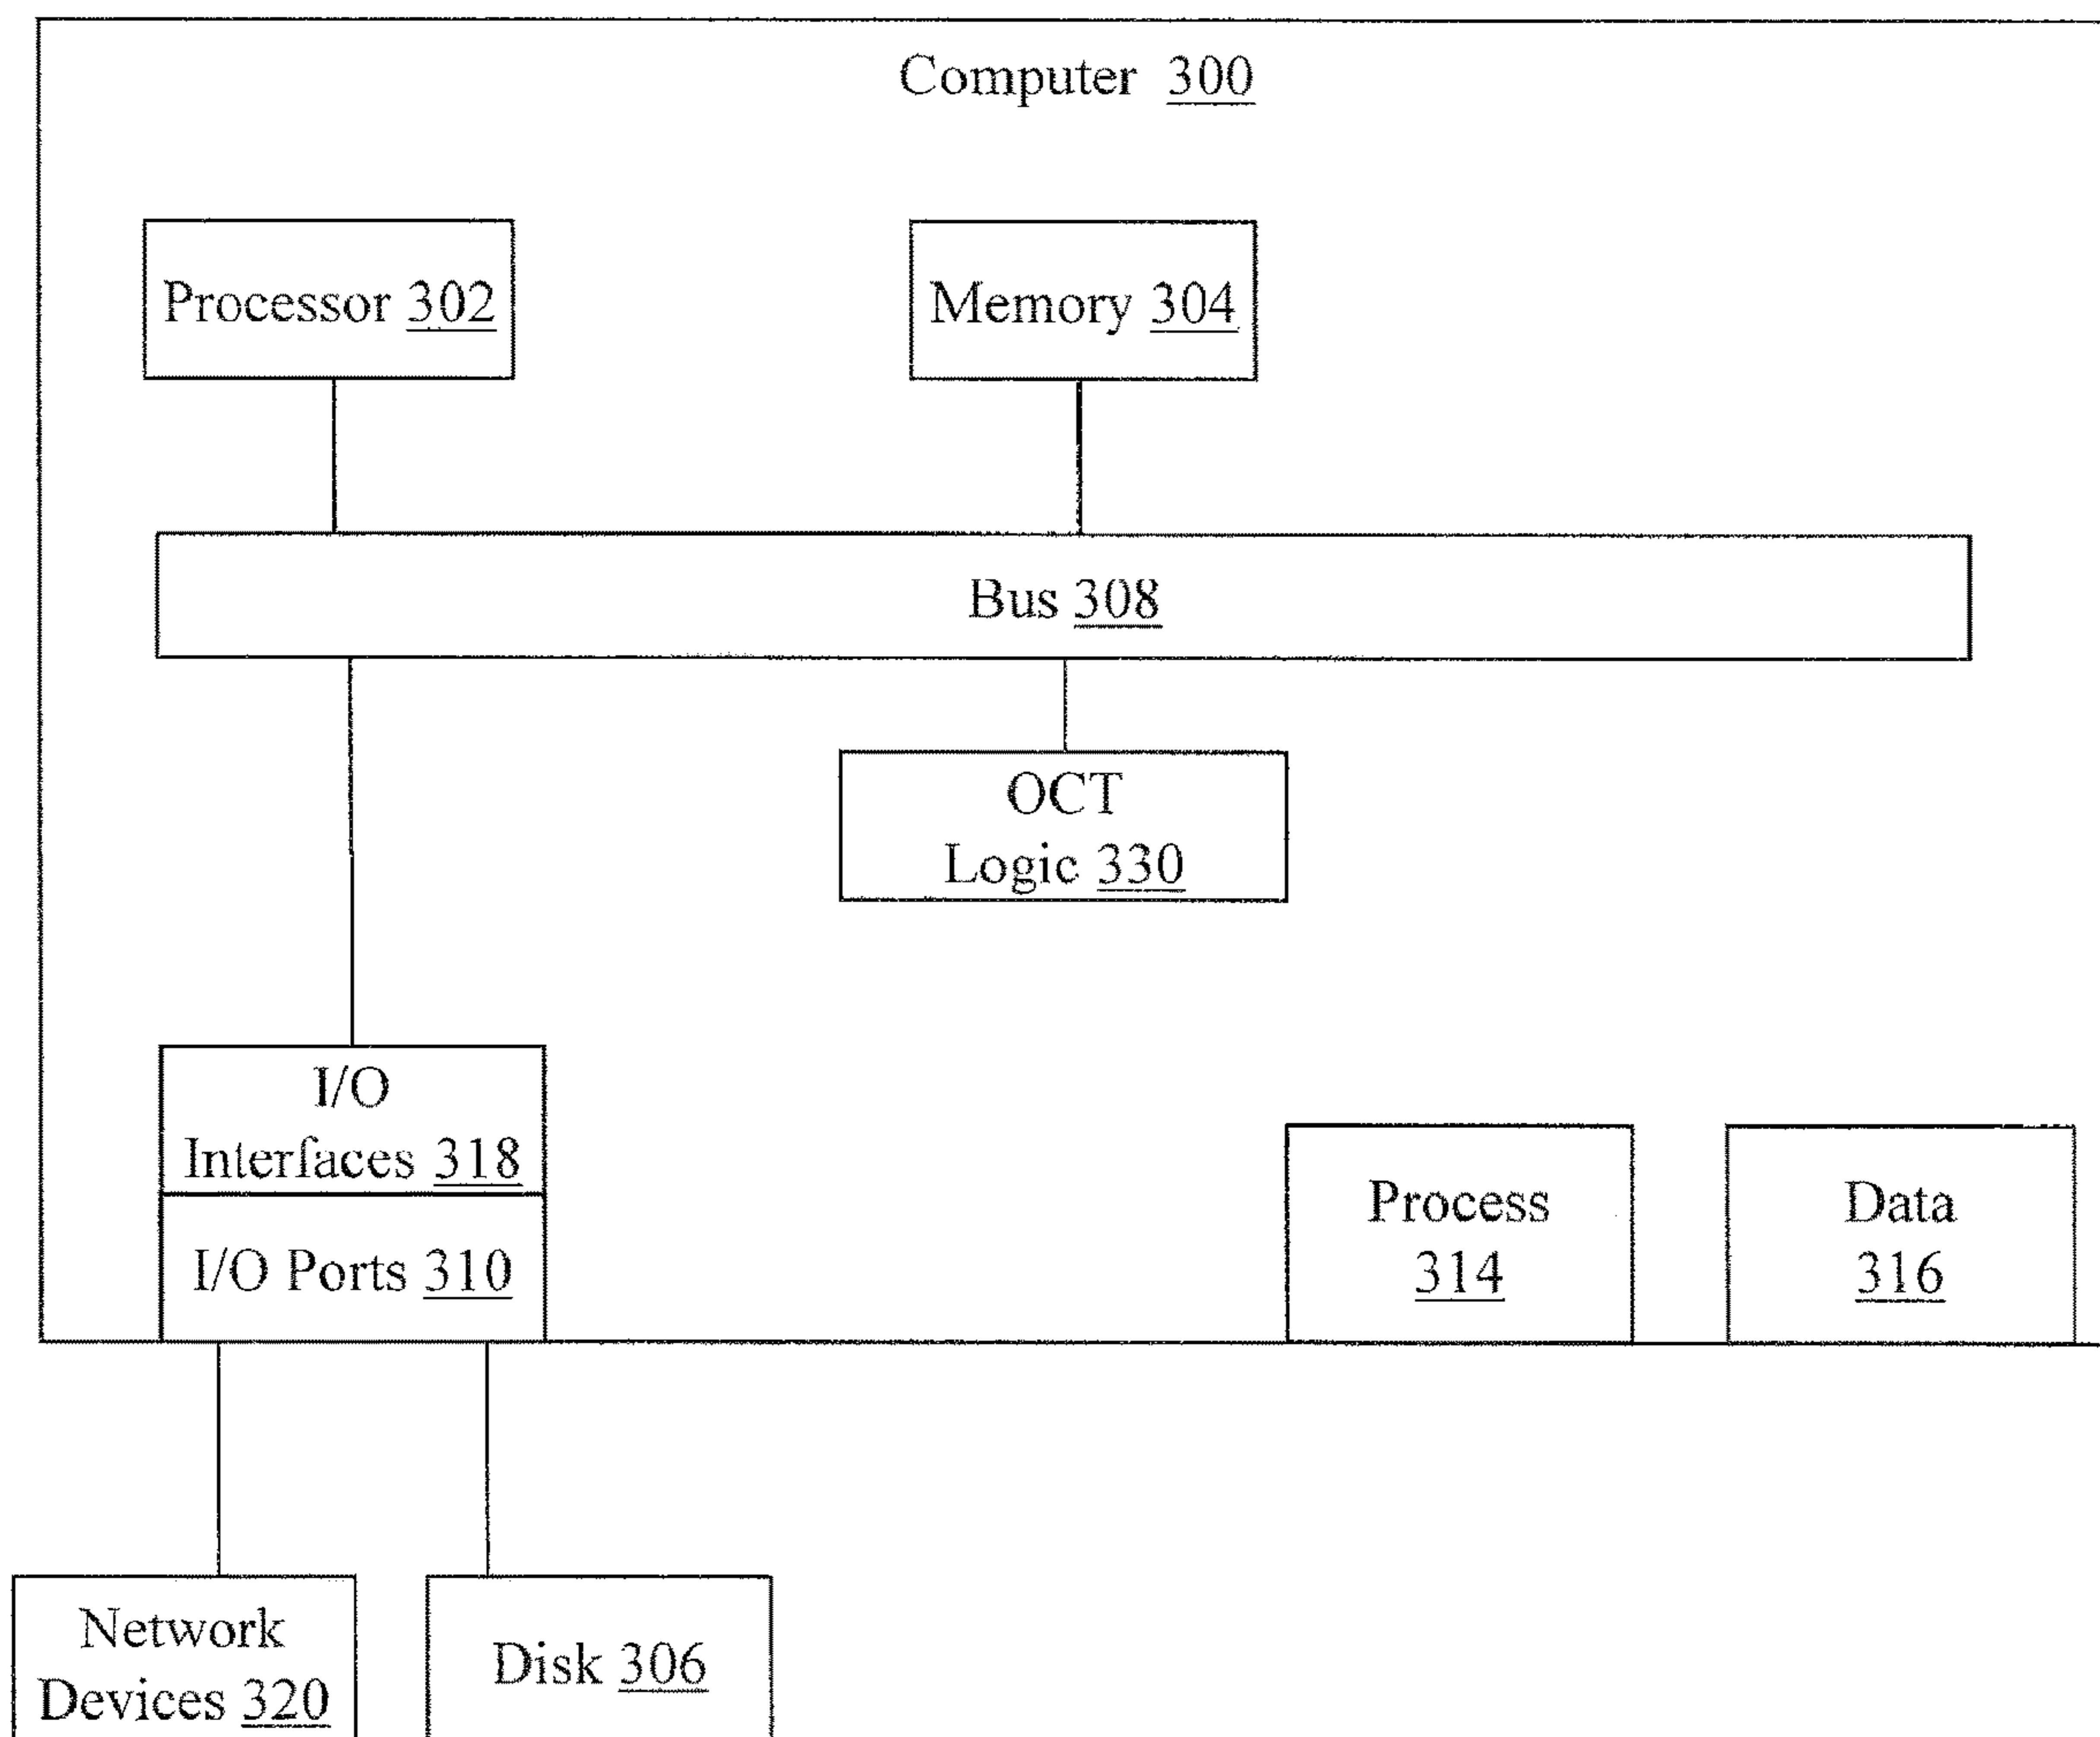 Computer 300
Processor 302
Memory 304
Bus 308
OCT
Logic 330
I/O
Interfaces 318
I/O Ports 310
Process
314
Data
316
Network
Devices 320
Disk 306